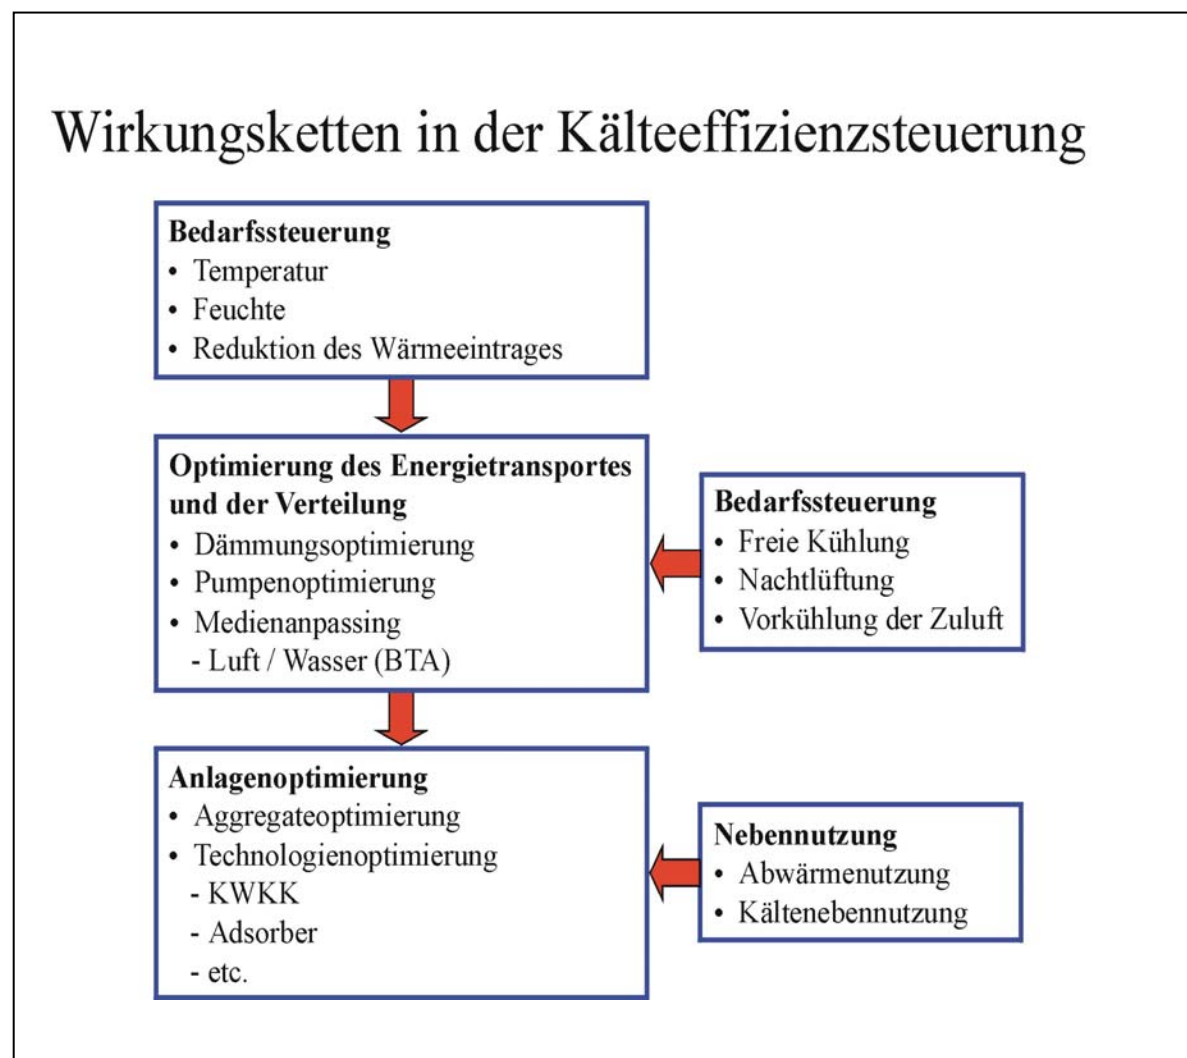 Wirkungsketten in der Kälteeffizienzsteuerung
Bedarfssteuerung
• Temperatur
• Feuchte
• Reduktion des Wärmeeintrages
Optimierung des Energietransportes
und der Verteilung
• Dämmungsoptimierung
• Pumpenoptimierung
• Medienanpassing
- Luft / Wasser (BTA)
Bedarfssteuerung
• Freie Kühlung
• Nachtlüftung
• Vorkühlung der Zuluft
Anlagenoptimierung
• Aggregateoptimierung
• Technologienoptimierung
- KWKK
- Adsorber
- etc.
Nebennutzung
• Abwärmenutzung
• Kältenebennutzung